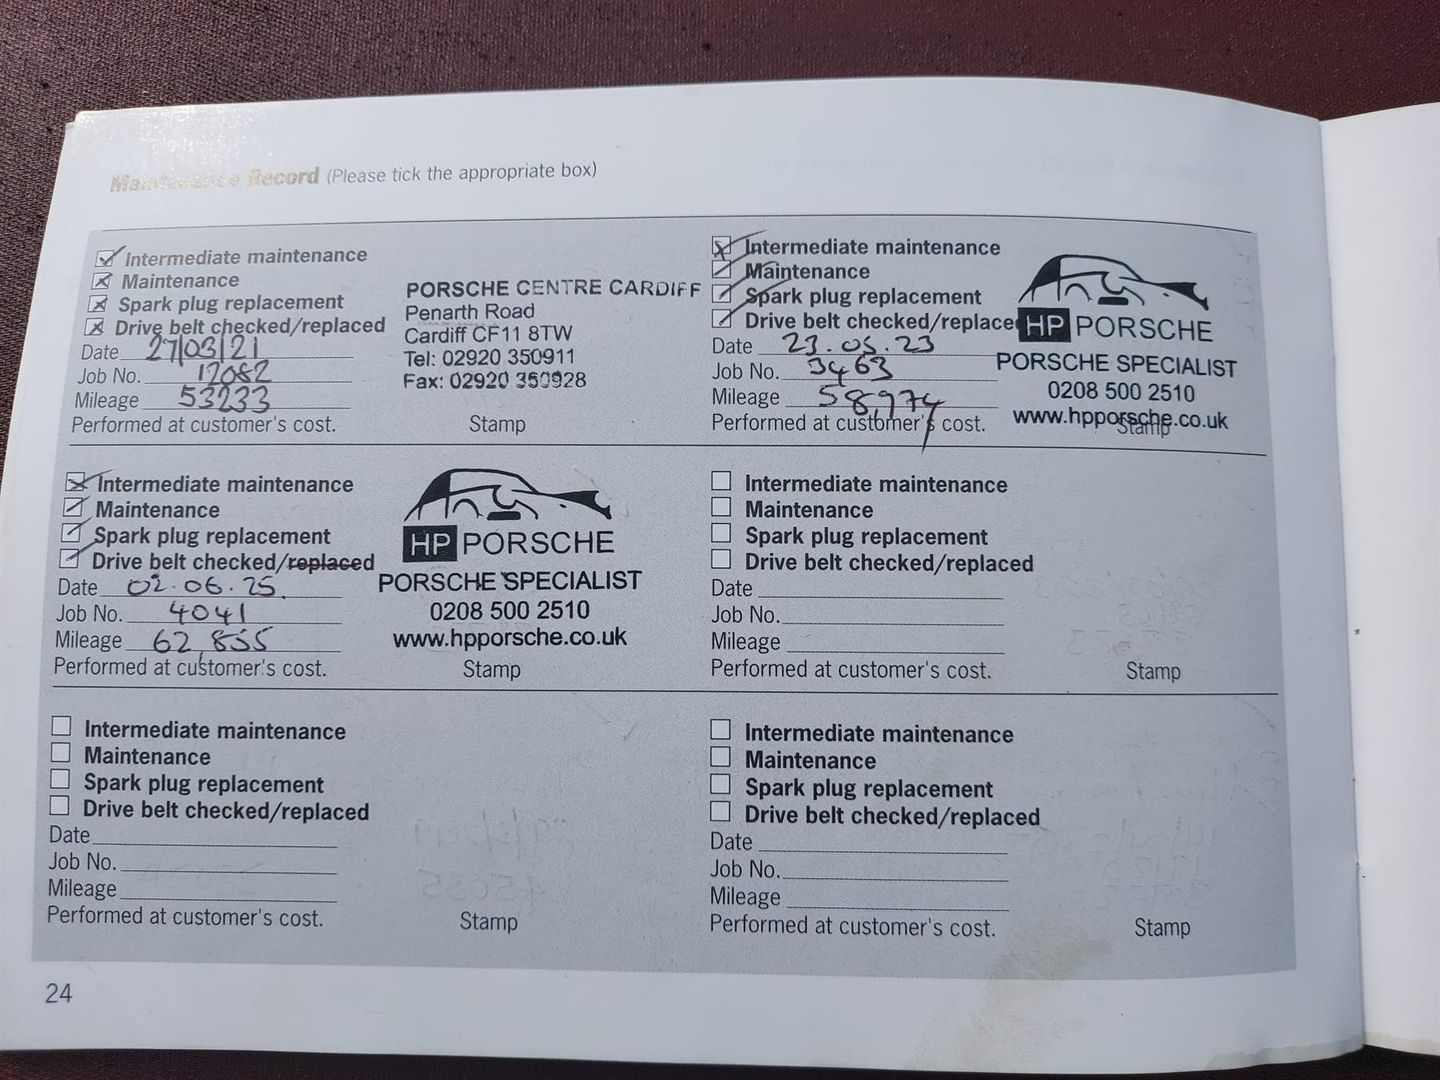 Maintenance Record (Please tick the appropriate box)
Intermediate maintenance
Maintenance
Spark plug replacement
Drive belt checked/replaced
Date 27/03/21
Job No. 17082
Mileage 53233
Performed at customer's cost.
PORSCHE CENTRE CARDIFF
Penarth Road
Cardiff CF11 8TW
Tel: 02920 350911
Fax: 02920 350928
Stamp
Intermediate maintenance
Maintenance
Spark plug replacement
Drive belt checked/replace
Date 23.05.23
Job No. 3463
Mileage 58,974
Performed at customer's cost.
HP PORSCHE
PORSCHE SPECIALIST
0208 500 2510
www.hpporsche.co.uk
Stamp
Intermediate maintenance
Maintenance
Spark plug replacement
Drive belt checked/replaced
Date 02.06.25
Job No. 4041
Mileage 62,855
Performed at customer's cost.
HP PORSCHE
PORSCHE SPECIALIST
0208 500 2510
www.hpporsche.co.uk
Stamp
Intermediate maintenance
Maintenance
Spark plug replacement
Drive belt checked/replaced
Date
Job No.
Mileage
Performed at customer's cost.
Stamp
Intermediate maintenance
Maintenance
Spark plug replacement
Drive belt checked/replaced
Date
Job No.
Mileage
Performed at customer's cost.
Stamp
Intermediate maintenance
Maintenance
Spark plug replacement
Drive belt checked/replaced
Date
Job No.
Mileage
Performed at customer's cost.
Stamp
24